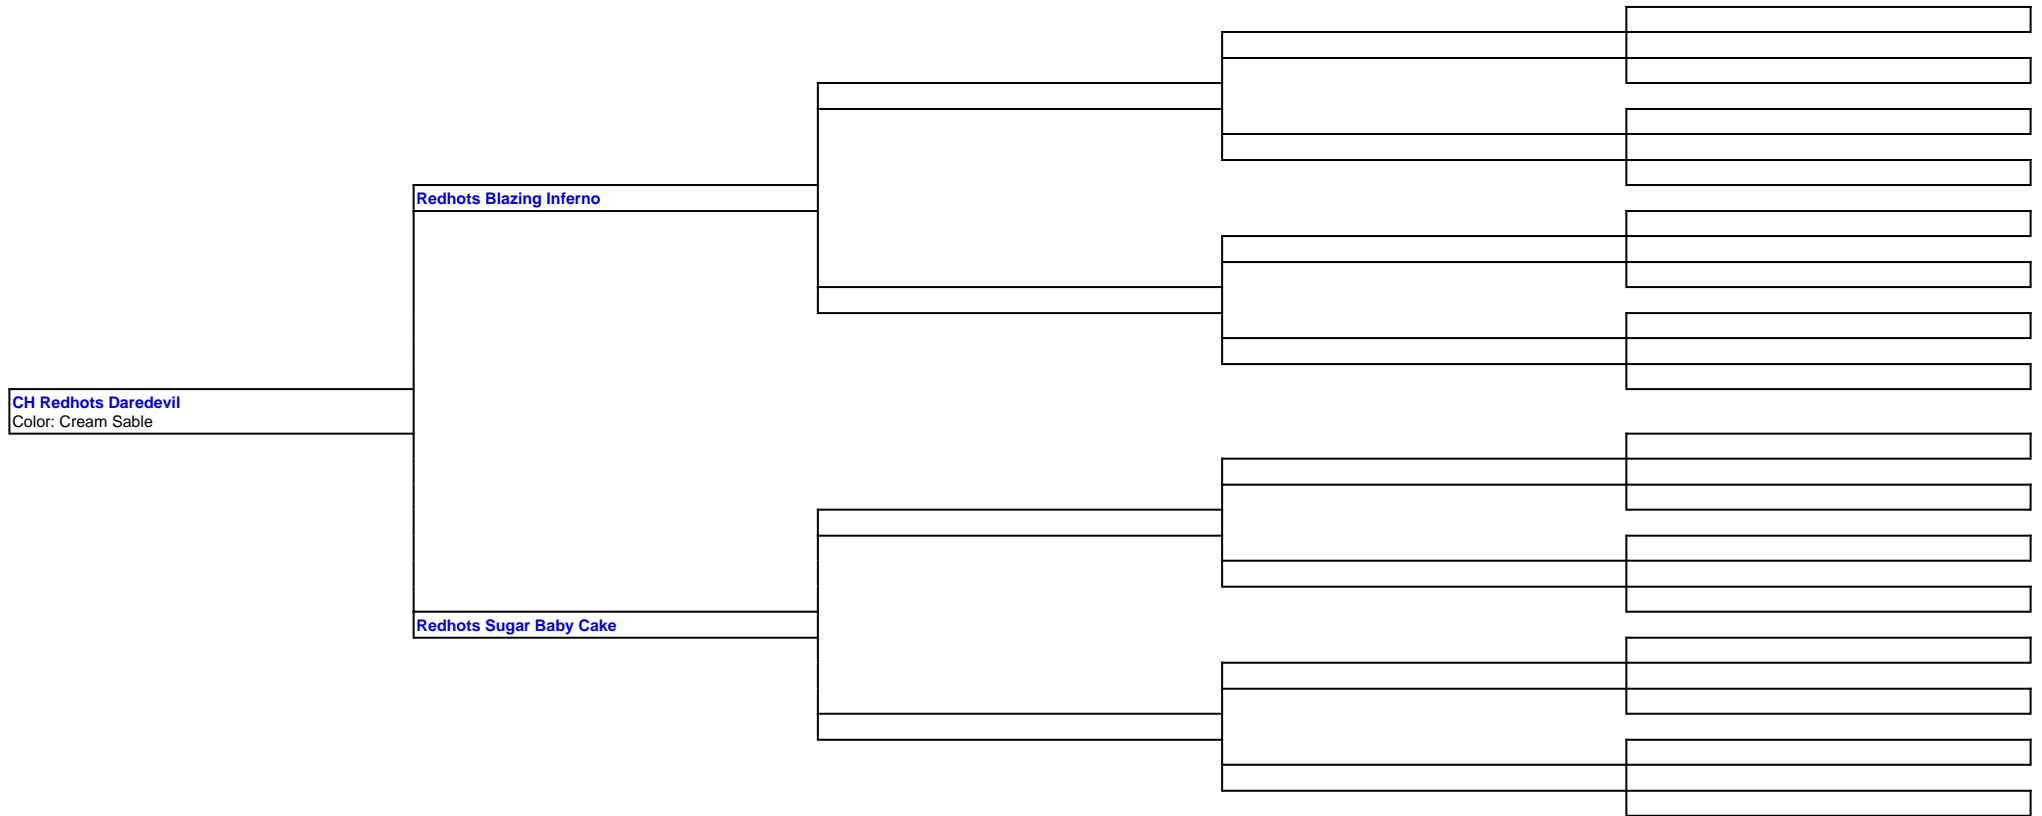 Redhots Blazing Inferno
CH Redhots Daredevil
Color: Cream Sable
Redhots Sugar Baby Cake